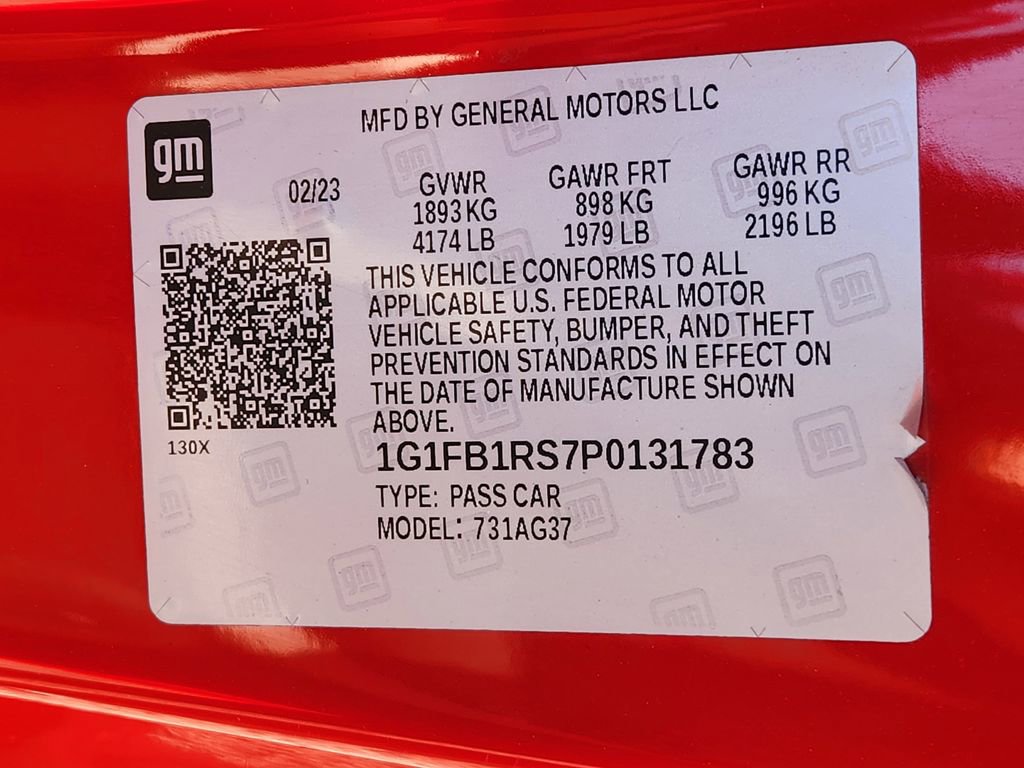 gm
MFD BY GENERAL MOTORS LLC
02/23
GVWR
1893 KG
4174 LB
GAWR FRT
898 KG
1979 LB
GAWR RR
996 KG
2196 LB
THIS VEHICLE CONFORMS TO ALL
APPLICABLE U.S. FEDERAL MOTOR
VEHICLE SAFETY, BUMPER, AND THEFT
PREVENTION STANDARDS IN EFFECT ON
THE DATE OF MANUFACTURE SHOWN
ABOVE.
130X
1G1FB1RS7P0131783
TYPE: PASS CAR
MODEL: 731AG37